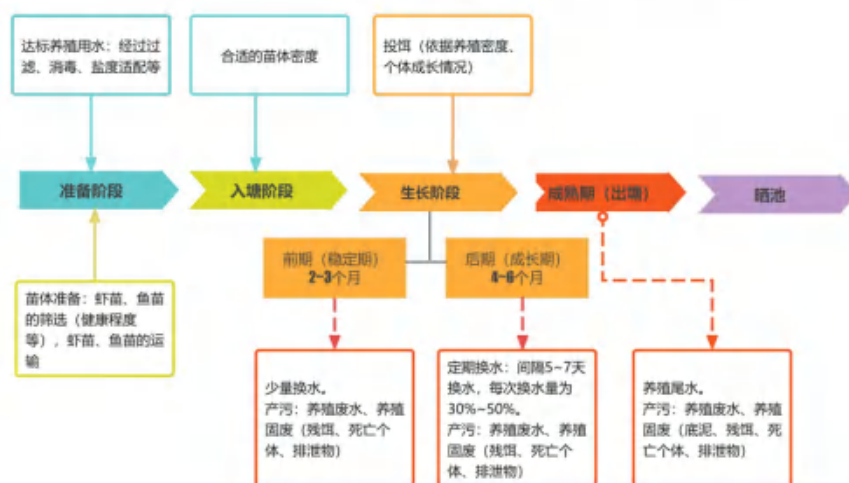 达标养殖用水：经过过
滤、消毒、盐度适配等
合适的苗体密度
投饵（依据养殖密度、
个体成长情况）
准备阶段
入塘阶段
生长阶段
成熟期（出塘）
晒池
前期（稳定期）
2-3个月
后期（成长期）
4-6个月
苗体准备：虾苗、鱼苗
的筛选（健康程度
等），虾苗、鱼苗的运
输
少量换水。
产污：养殖废水、养殖
固废（残饵、死亡个
体、排泄物）
定期换水：间隔5~7天
换水，每次换水量为
30%~50%。
产污：养殖废水、养殖
固废（残饵、死亡个
体、排泄物）
养殖尾水。
产污：养殖废水、养殖
固废（底泥、残饵、死
亡个体、排泄物）